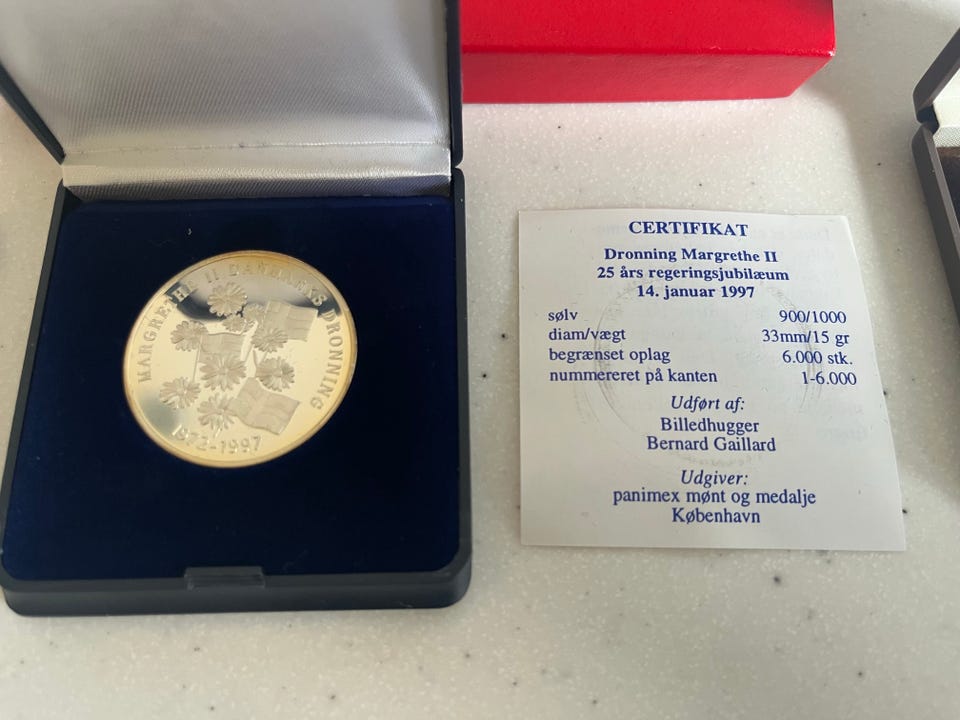 MARGRETHE II DANMARKS DRONNING
1972-1997
CERTIFIKAT
Dronning Margrethe II
25 års regeringsjubilæum
14. januar 1997
sølv 900/1000
diam/vægt 33mm/15 gr
begrænset oplag 6.000 stk.
nummereret på kanten 1-6.000
Udført af:
Billedhugger
Bernard Gaillard
Udgiver:
panimex mønt og medalje
København